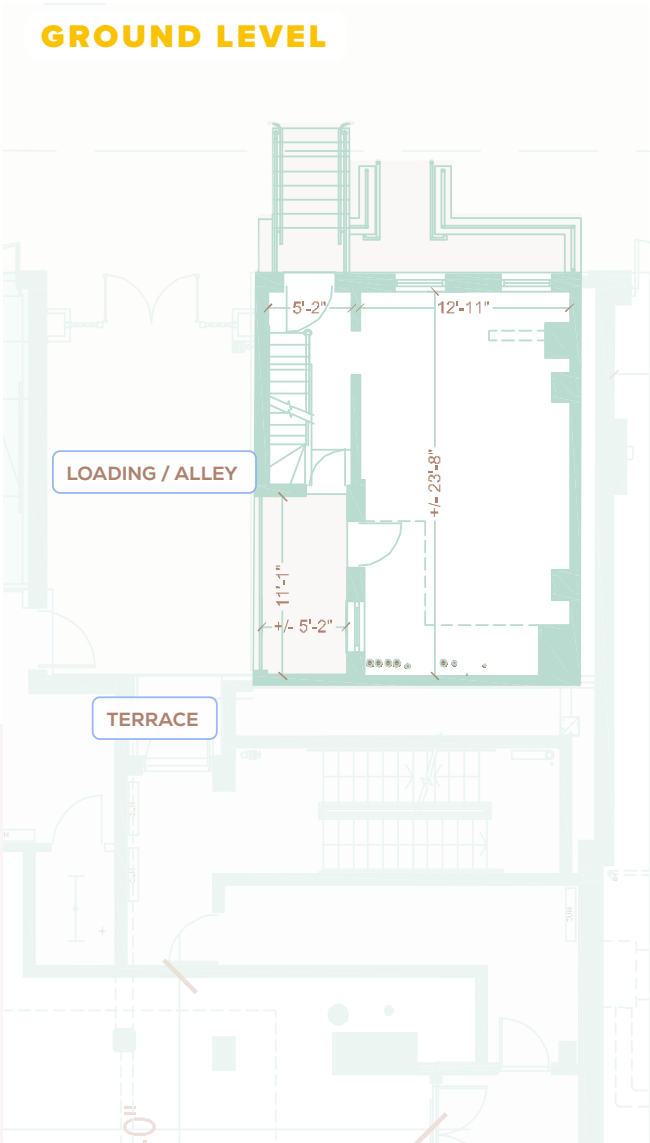 GROUND LEVEL
5'-2"
12'-11"
+/- 23'-8"
LOADING / ALLEY
11'-1"
+/- 5'-2"
TERRACE